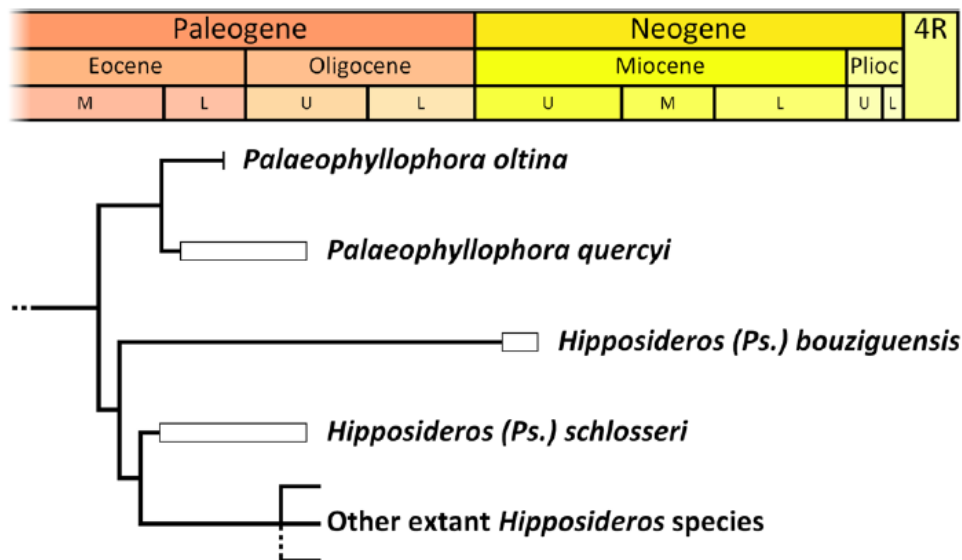 Paleogene Neogene 4R
Eocene Oligocene Miocene Plioc
M L U L U M L U L
Palaeophyllophora oltina
Palaeophyllophora quercyi
Hipposideros (Ps.) bouziguensis
Hipposideros (Ps.) schlosseri
Other extant Hipposideros species